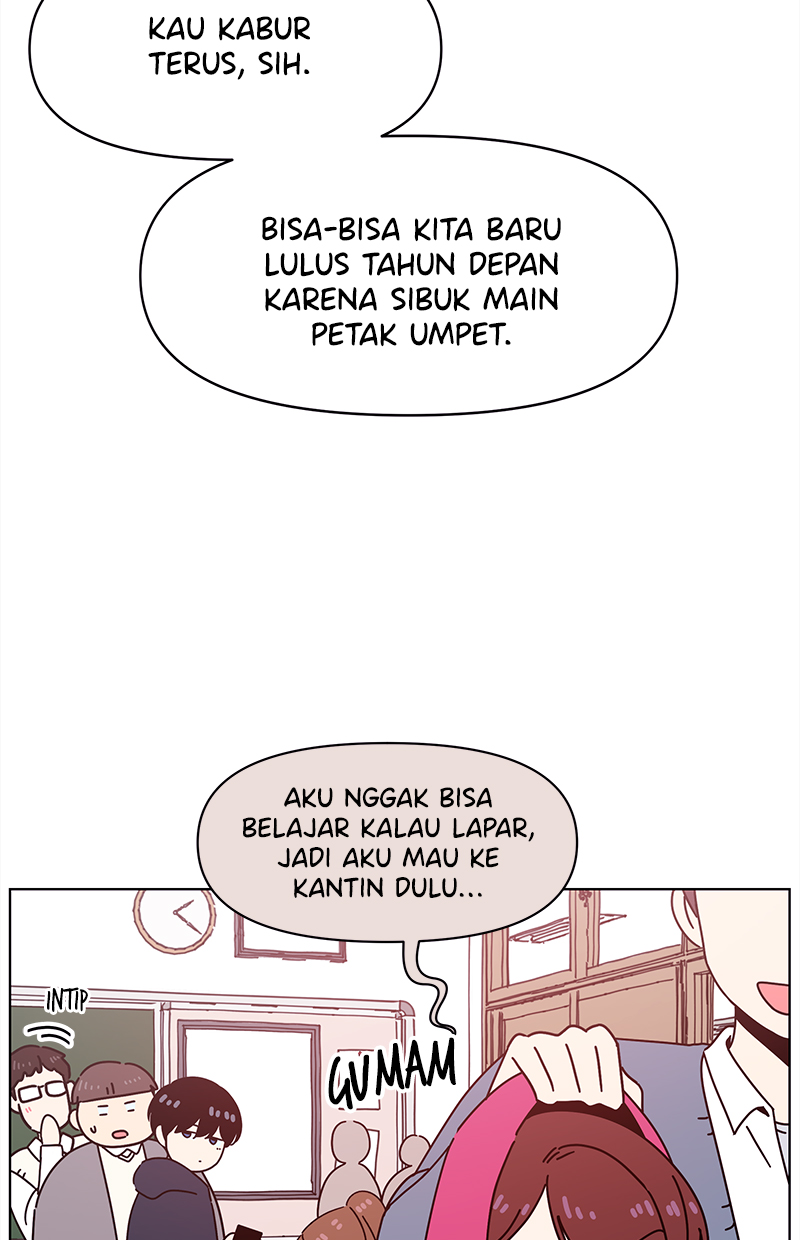 KAU KABUR
TERUS, SIH.
BISA-BISA KITA BARU
LULUS TAHUN DEPAN
KARENA SIBUK MAIN
PETAK UMPET.
AKU NGGAK BISA
BELAJAR KALAU LAPAR,
JADI AKU MAU KE
KANTIN DULU...
INTIP
GUMAM